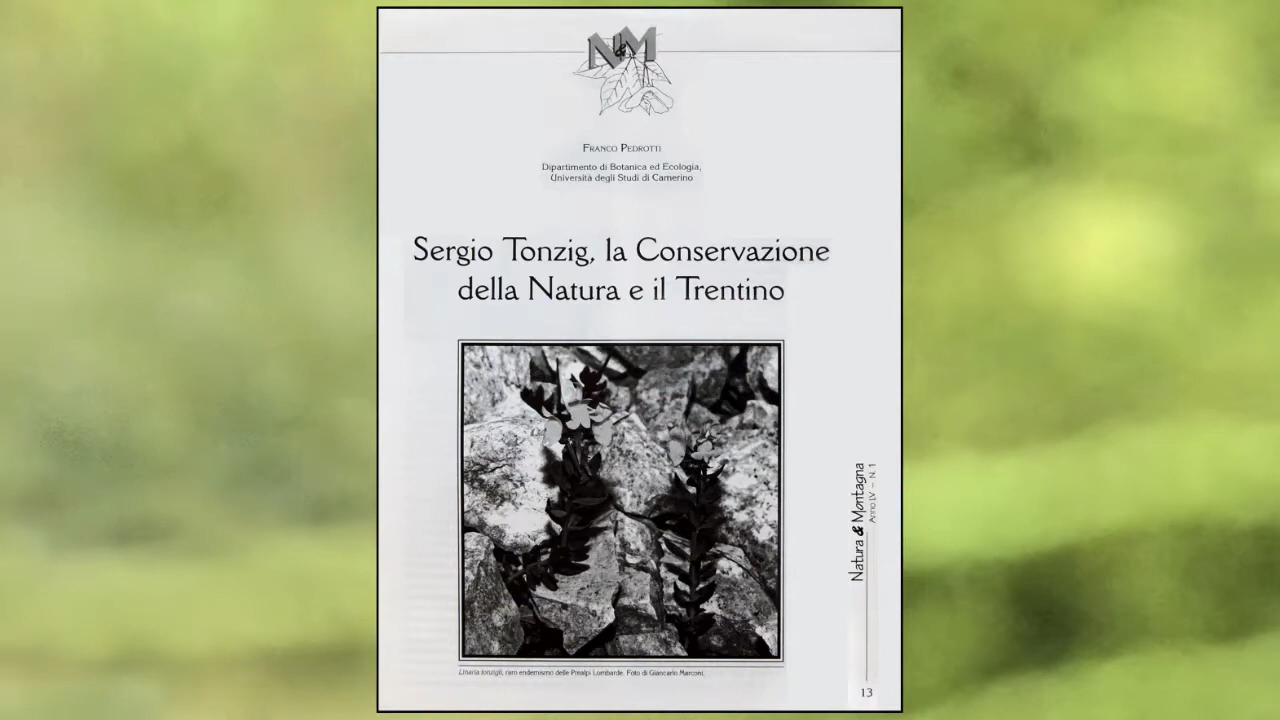 N&M
Franco Pedrotti
Dipartimento di Botanica ed Ecologia,
Università degli Studi di Camerino
Sergio Tonzig, la Conservazione
della Natura e il Trentino
Linaria tonzigii, raro endemismo delle Prealpi Lombarde. Foto di Giancarlo Marconi.
Natura & Montagna
Anno LV – N. 1
13